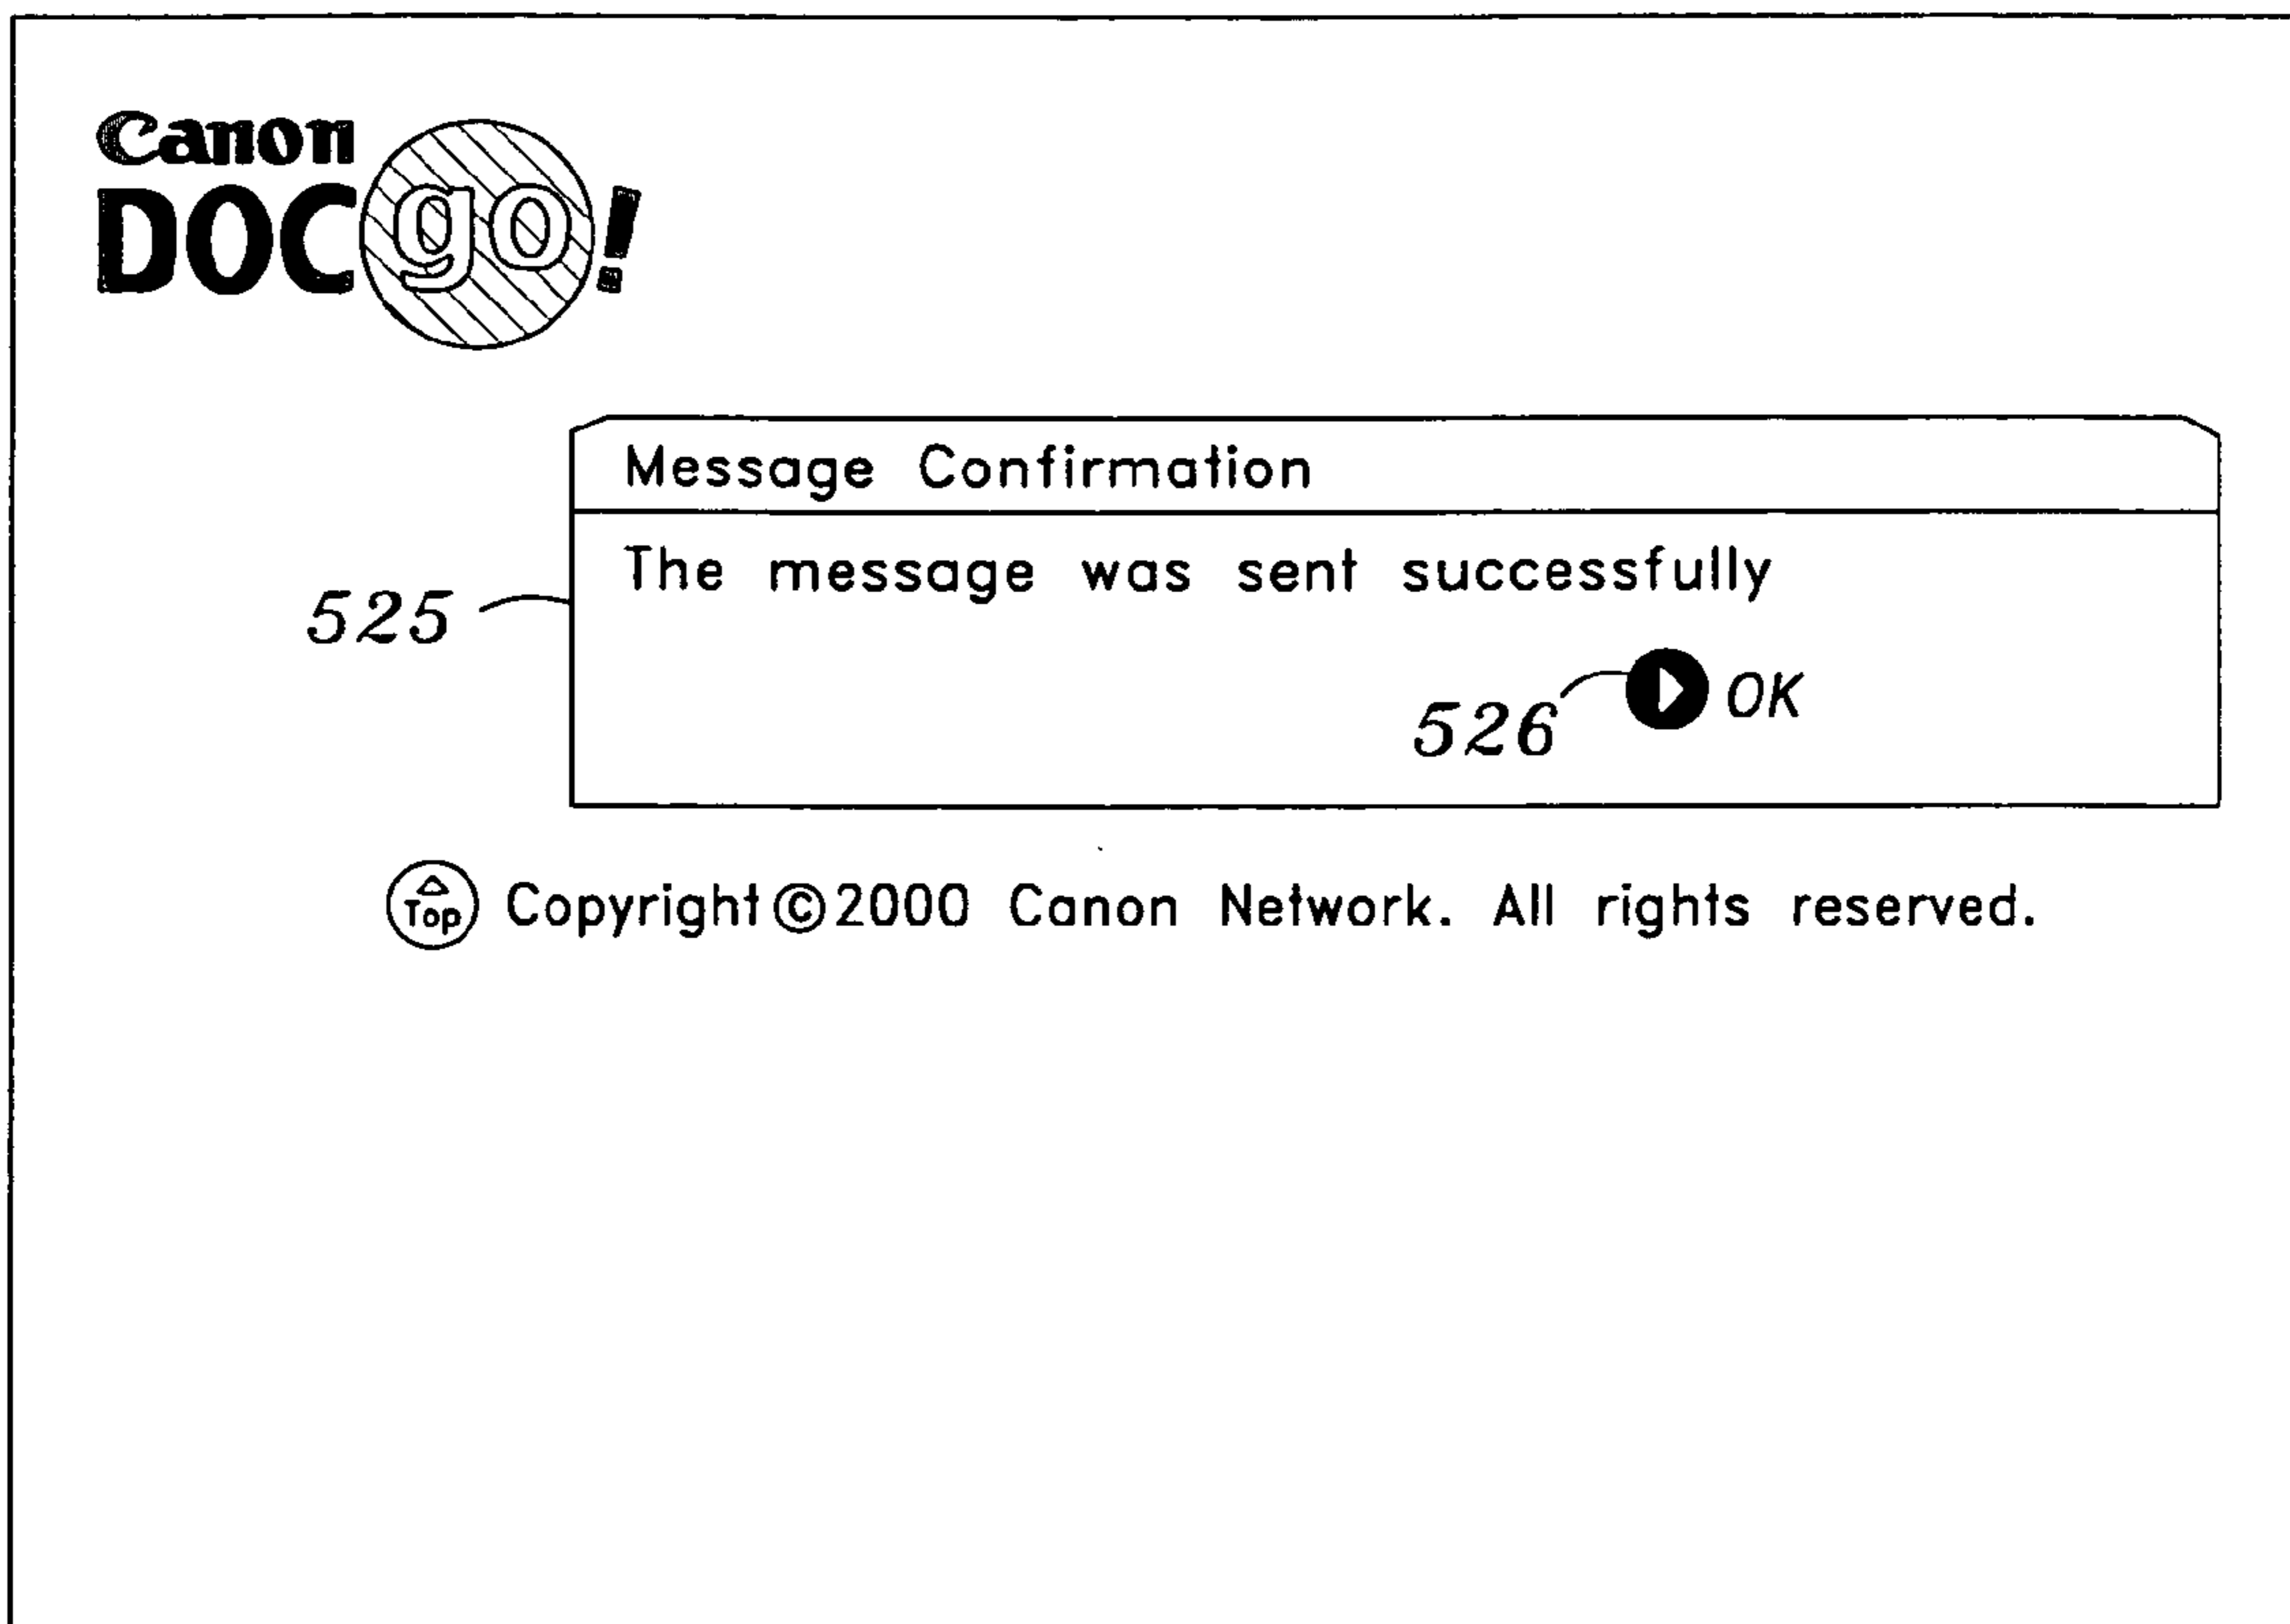 Canon
DOC go!
Message Confirmation
The message was sent successfully
525
526 OK
Top Copyright©2000 Canon Network. All rights reserved.